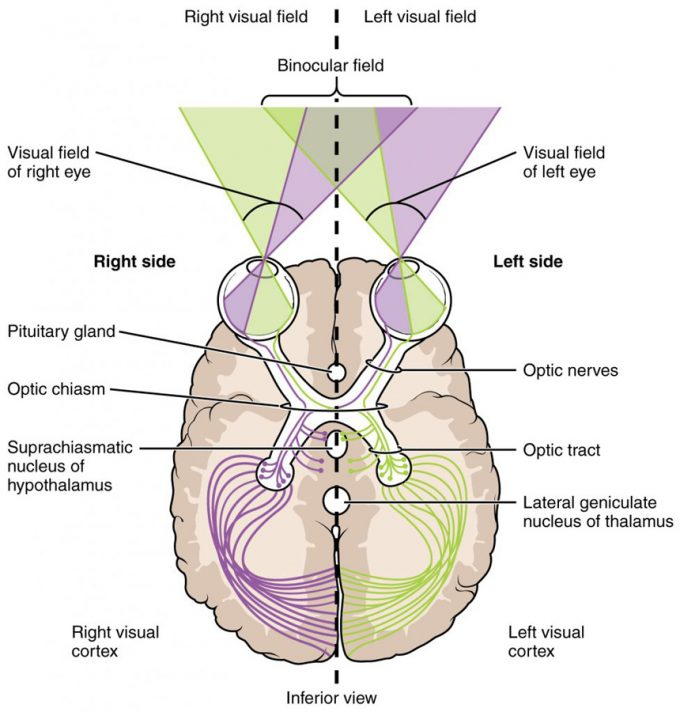 Right visual field
Left visual field
Binocular field
Visual field
of right eye
Visual field
of left eye
Right side
Left side
Pituitary gland
Optic nerves
Optic chiasm
Suprachiasmatic
nucleus of
hypothalamus
Optic tract
Lateral geniculate
nucleus of thalamus
Right visual
cortex
Left visual
cortex
Inferior view